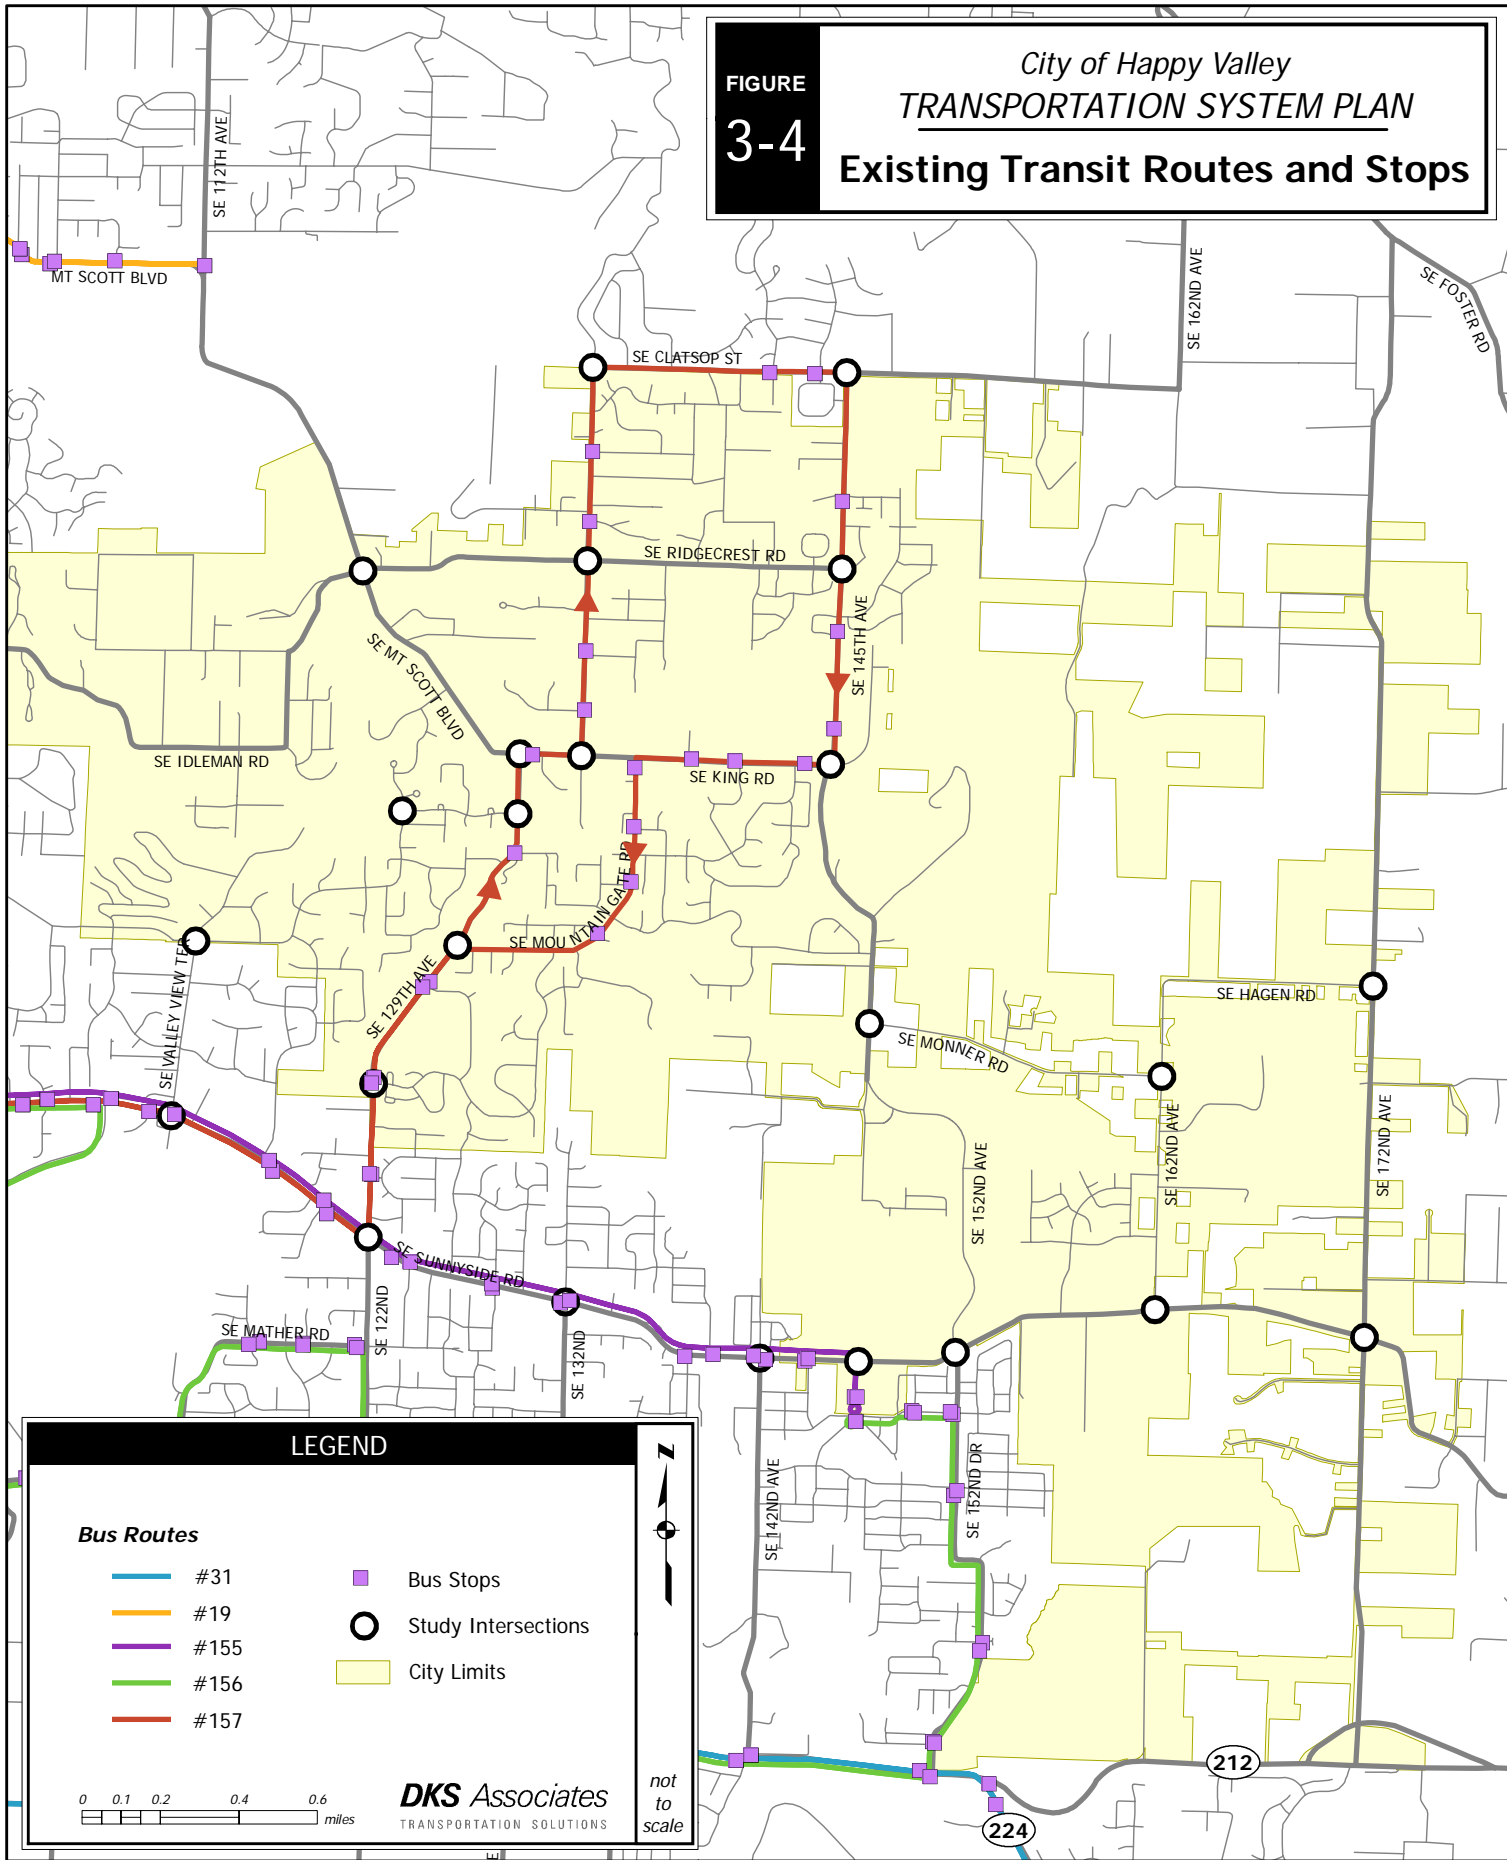 FIGURE
3-4
City of Happy Valley
TRANSPORTATION SYSTEM PLAN
Existing Transit Routes and Stops
SE 112TH AVE
MT SCOTT BLVD
SE 162ND AVE
SE FOSTER RD
SE CLATSOP ST
SE RIDGECREST RD
SE MT SCOTT BLVD
SE 145TH AVE
SE IDLEMAN RD
SE KING RD
SE MOUNTAIN GATE RD
SE 129TH AVE
SE VALLEY VIEW TER
SE HAGEN RD
SE MONNER RD
SE 152ND AVE
SE 162ND AVE
SE 172ND AVE
SE SUNNYSIDE RD
SE MATHER RD
SE 122ND
SE 132ND
SE 142ND AVE
SE 152ND DR
212
224
LEGEND
Bus Routes
#31
#19
#155
#156
#157
Bus Stops
Study Intersections
City Limits
0 0.1 0.2 0.4 0.6
miles
DKS Associates
TRANSPORTATION SOLUTIONS
N
not
to
scale
E